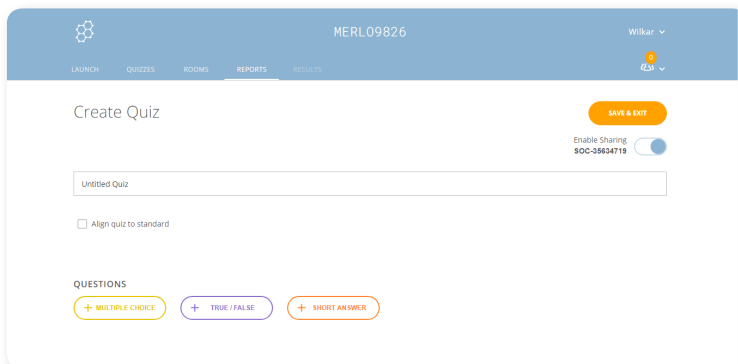 MERLO9826
Wilkar
LAUNCH QUIZZES ROOMS REPORTS RESULTS
0
Create Quiz
SAVE & EXIT
Enable Sharing
SOC-35634719
Untitled Quiz
Align quiz to standard
QUESTIONS
+ MULTIPLE CHOICE + TRUE / FALSE + SHORT ANSWER